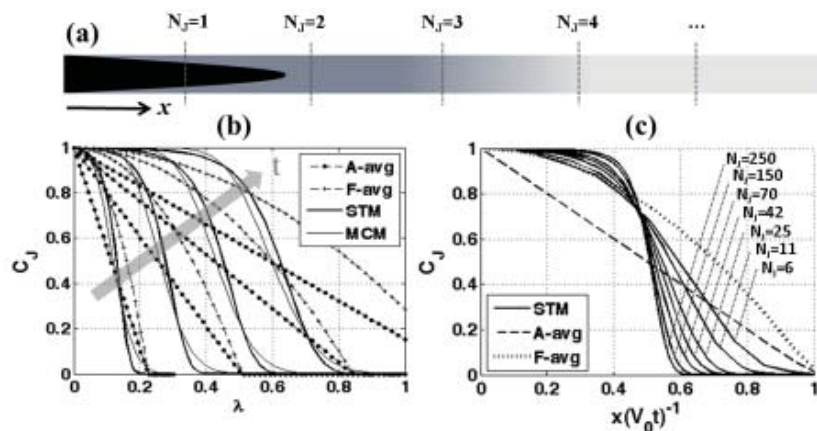 N_J=1 N_J=2 N_J=3 N_J=4 ...
(a)
x
(b)
1
0.8
0.6
0.4
0.2
0
C_J
t
A-avg
F-avg
STM
MCM
0 0.2 0.4 0.6 0.8 1
λ
(c)
1
0.8
0.6
0.4
0.2
0
C_J
N_J=250
N_J=150
N_J=70
N_J=42
N_J=25
N_J=11
N_J=6
STM
A-avg
F-avg
0 0.2 0.4 0.6 0.8 1
x(V₀t)⁻¹